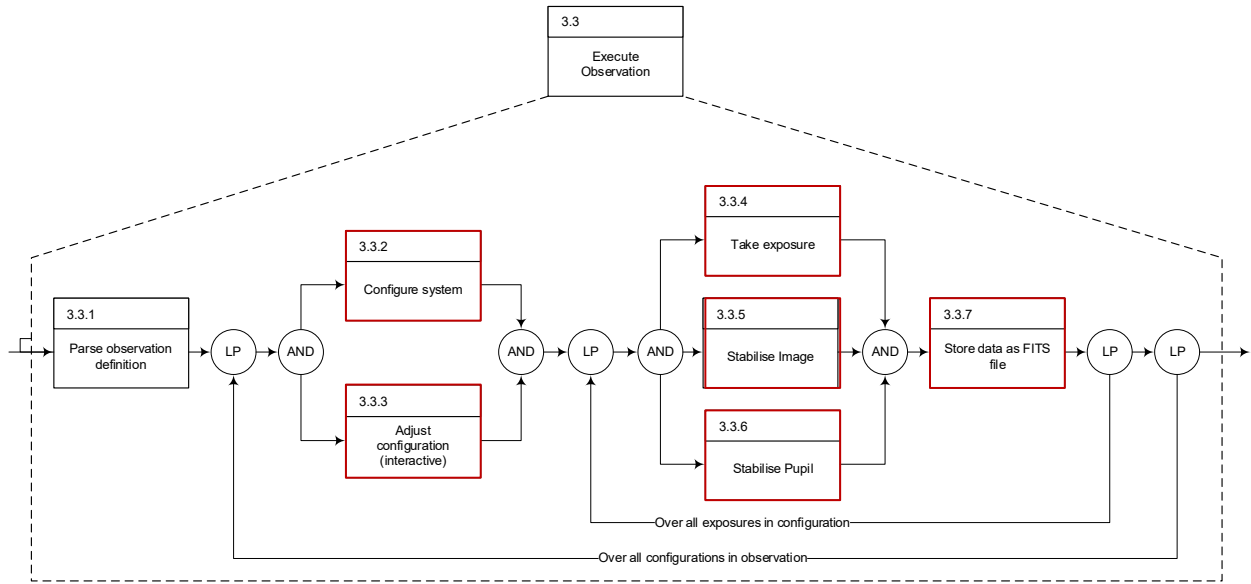 3.3
Execute
Observation
3.3.4
Take exposure
3.3.2
Configure system
3.3.1
Parse observation
definition
LP
AND
AND
LP
AND
3.3.5
Stabilise Image
AND
3.3.7
Store data as FITS
file
LP
LP
3.3.3
Adjust
configuration
(interactive)
3.3.6
Stabilise Pupil
Over all exposures in configuration
Over all configurations in observation